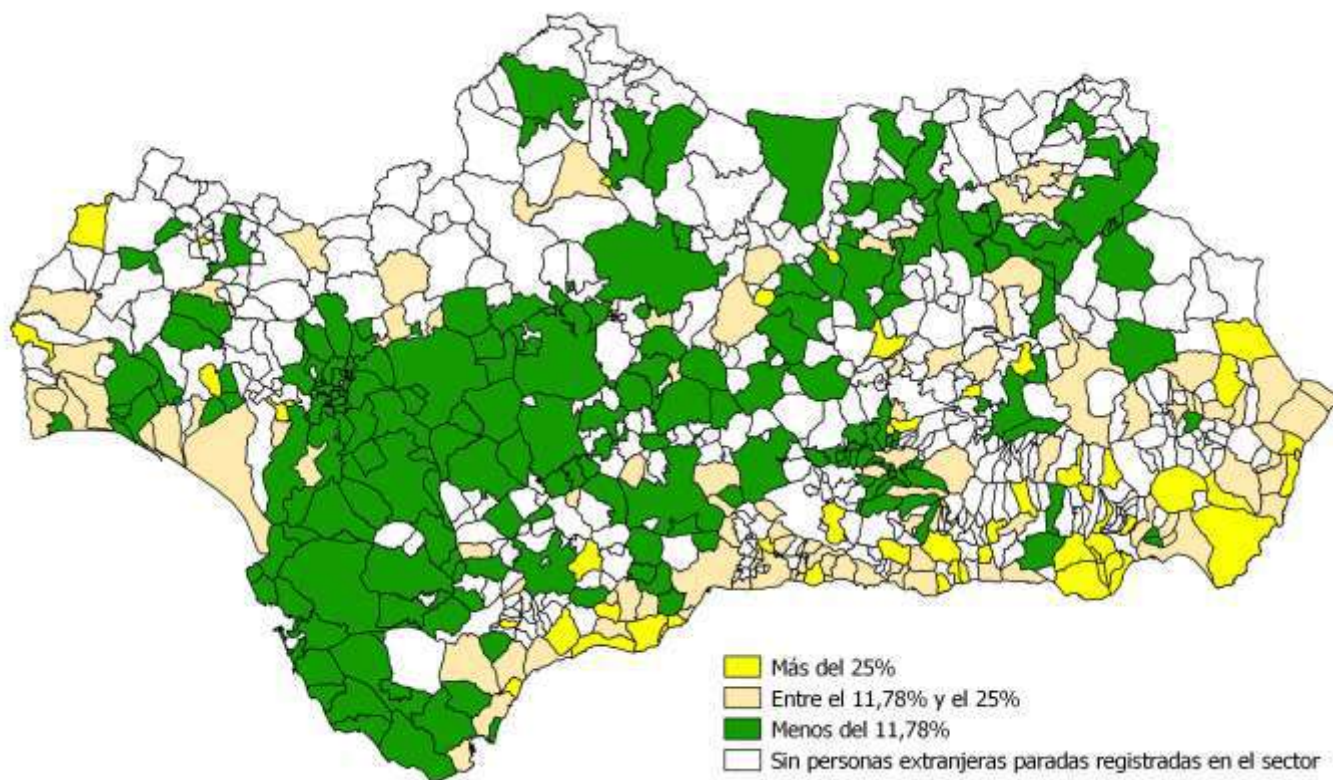 Más del 25%
Entre el 11,78% y el 25%
Menos del 11,78%
Sin personas extranjeras paradas registradas en el sector